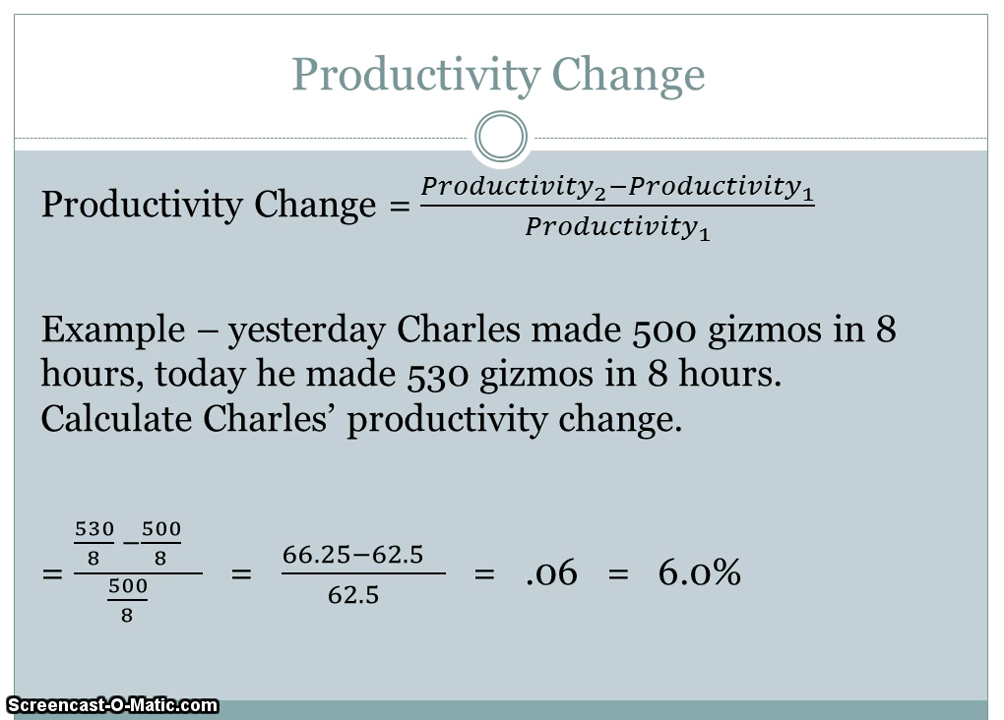 Productivity Change
Productivity Change = (Productivity₂−Productivity₁)/Productivity₁
Example – yesterday Charles made 500 gizmos in 8
hours, today he made 530 gizmos in 8 hours.
Calculate Charles’ productivity change.
= (530/8 − 500/8)/(500/8) = (66.25−62.5)/62.5 = .06 = 6.0%
Screencast-O-Matic.com